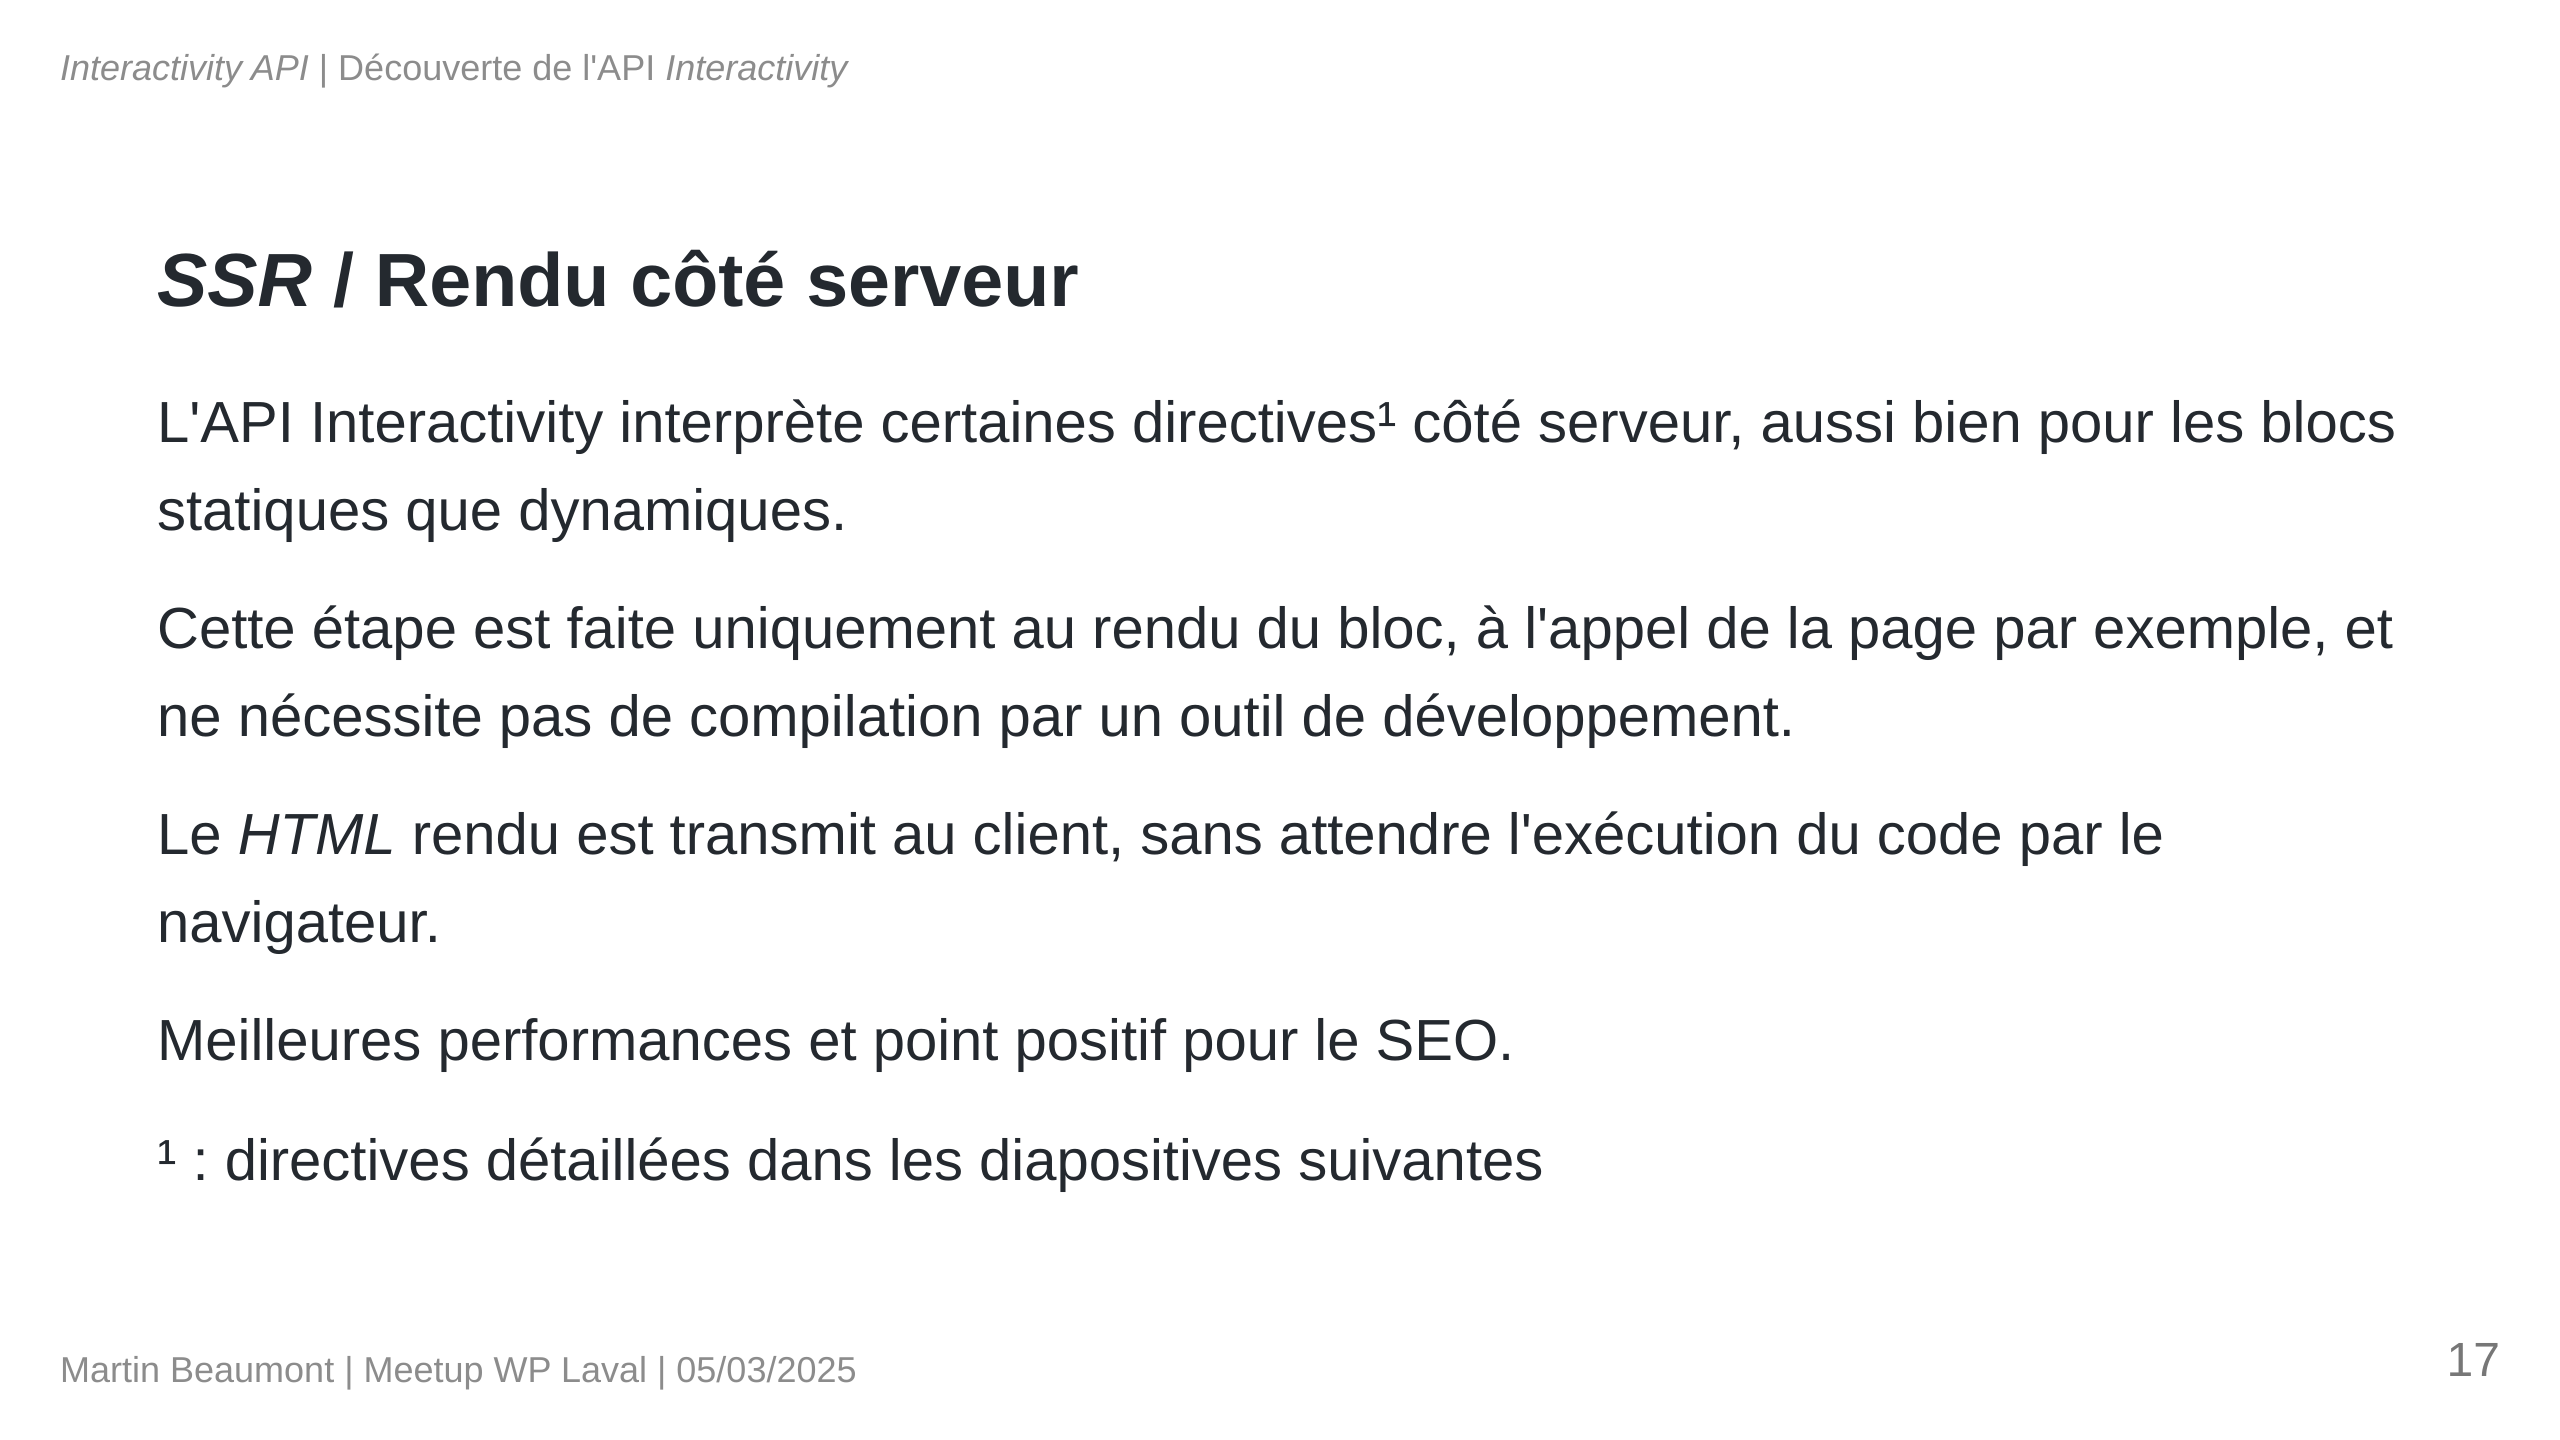 Interactivity API | Découverte de l'API Interactivity
SSR / Rendu côté serveur
L'API Interactivity interprète certaines directives¹ côté serveur, aussi bien pour les blocs
statiques que dynamiques.
Cette étape est faite uniquement au rendu du bloc, à l'appel de la page par exemple, et
ne nécessite pas de compilation par un outil de développement.
Le HTML rendu est transmit au client, sans attendre l'exécution du code par le
navigateur.
Meilleures performances et point positif pour le SEO.
¹ : directives détaillées dans les diapositives suivantes
Martin Beaumont | Meetup WP Laval | 05/03/2025
17